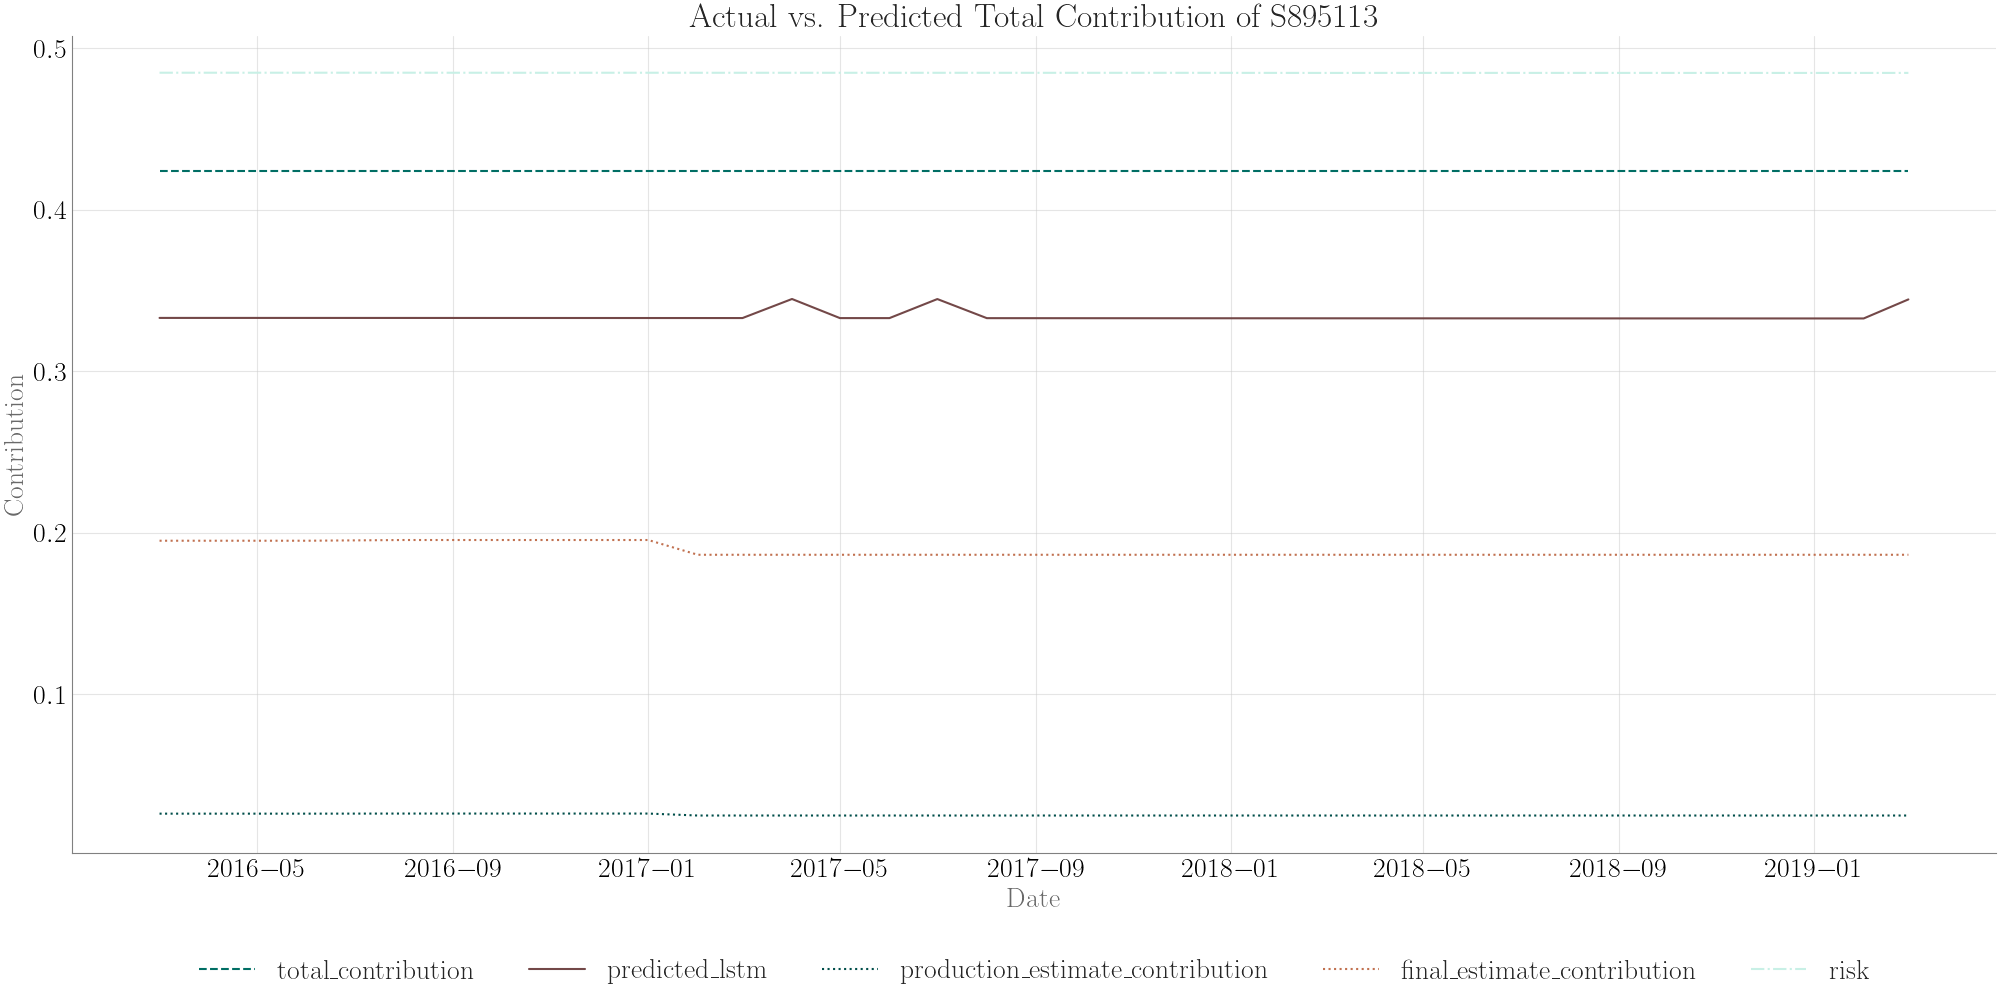 Actual vs. Predicted Total Contribution of S895113
0.5
0.4
0.3
0.2
0.1
Contribution
2016–05 2016–09 2017–01 2017–05 2017–09 2018–01 2018–05 2018–09 2019–01
Date
total_contribution predicted_lstm production_estimate_contribution final_estimate_contribution risk